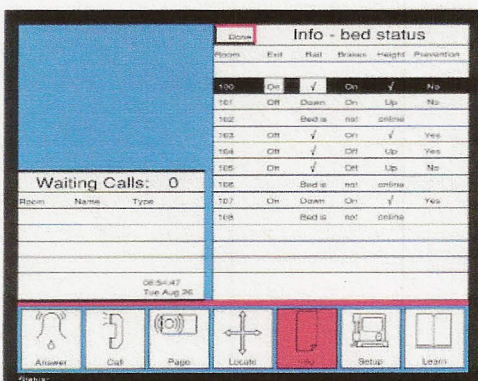 Done Info - bed status
Room Exit Rail Brakes Height Prevention
100 On √ On √ No
101 Off Down On Up No
102 Bed is not online
103 Off √ On √ Yes
104 Off √ Off Up Yes
105 Off √ Off Up No
106 Bed is not online
107 On Down On √ Yes
108 Bed is not online
Waiting Calls: 0
Room Name Type
08:54:47
Tue Aug 26
Answer Call Page Locate Info Setup Learn
Status: